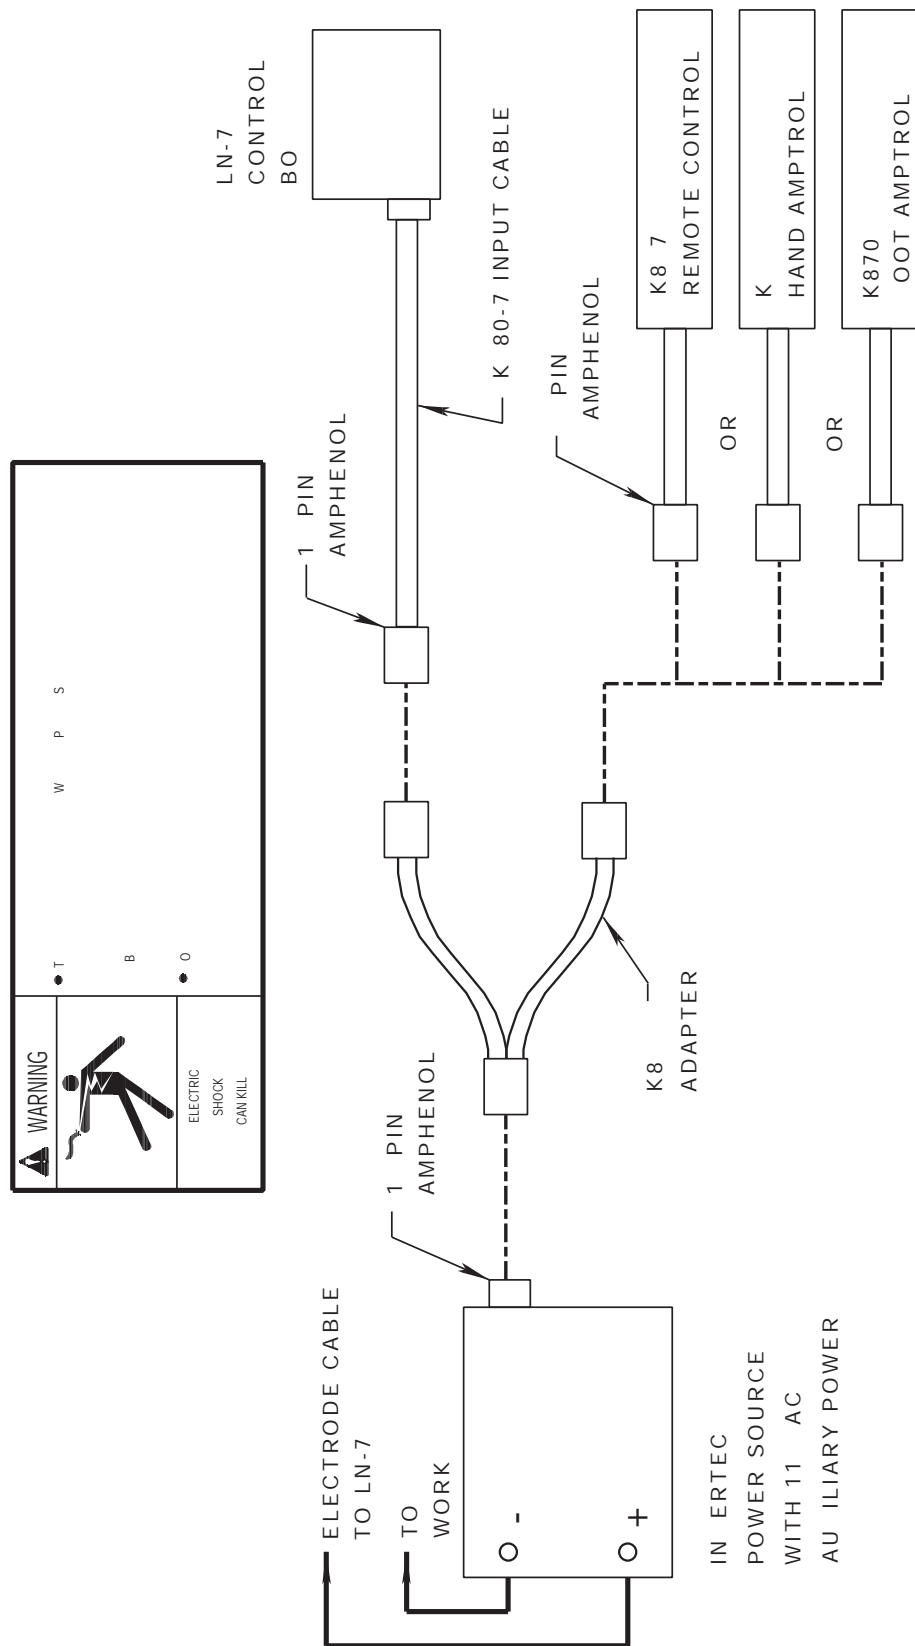 WARNING
ELECTRIC
SHOCK
CAN KILL
● T
W P S
B
● O
ELECTRODE CABLE
TO LN-7
TO
WORK
-
+
IN ERTEC
POWER SOURCE
WITH 11 AC
AU ILIARY POWER
1 PIN
AMPHENOL
K8
ADAPTER
1 PIN
AMPHENOL
K 80-7 INPUT CABLE
LN-7
CONTROL
BO
PIN
AMPHENOL
K8 7
REMOTE CONTROL
OR
K
HAND AMPTROL
OR
K870
OOT AMPTROL